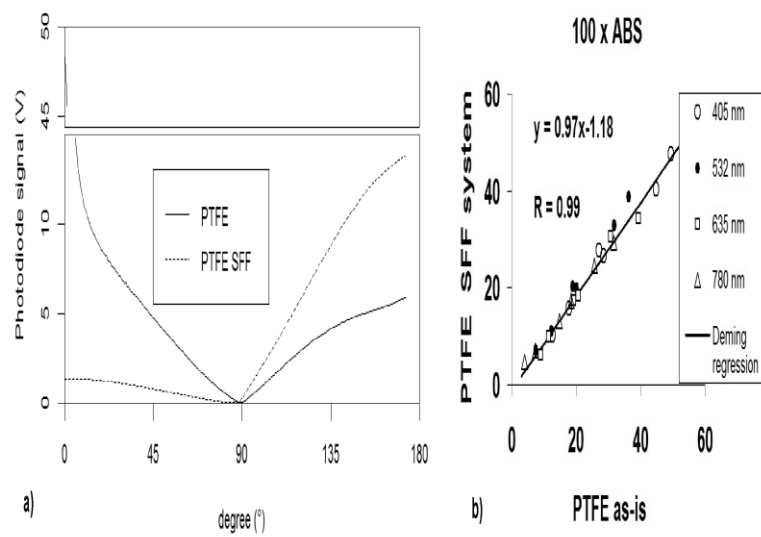 50
45
10
5
0
Photodiode signal (V)
PTFE
PTFE SFF
0 45 90 135 180
degree (°)
a)
100 x ABS
60
40
20
0
PTFE SFF system
y = 0.97x-1.18
R = 0.99
405 nm
532 nm
635 nm
780 nm
Deming
regression
0 20 40 60
b)
PTFE as-is